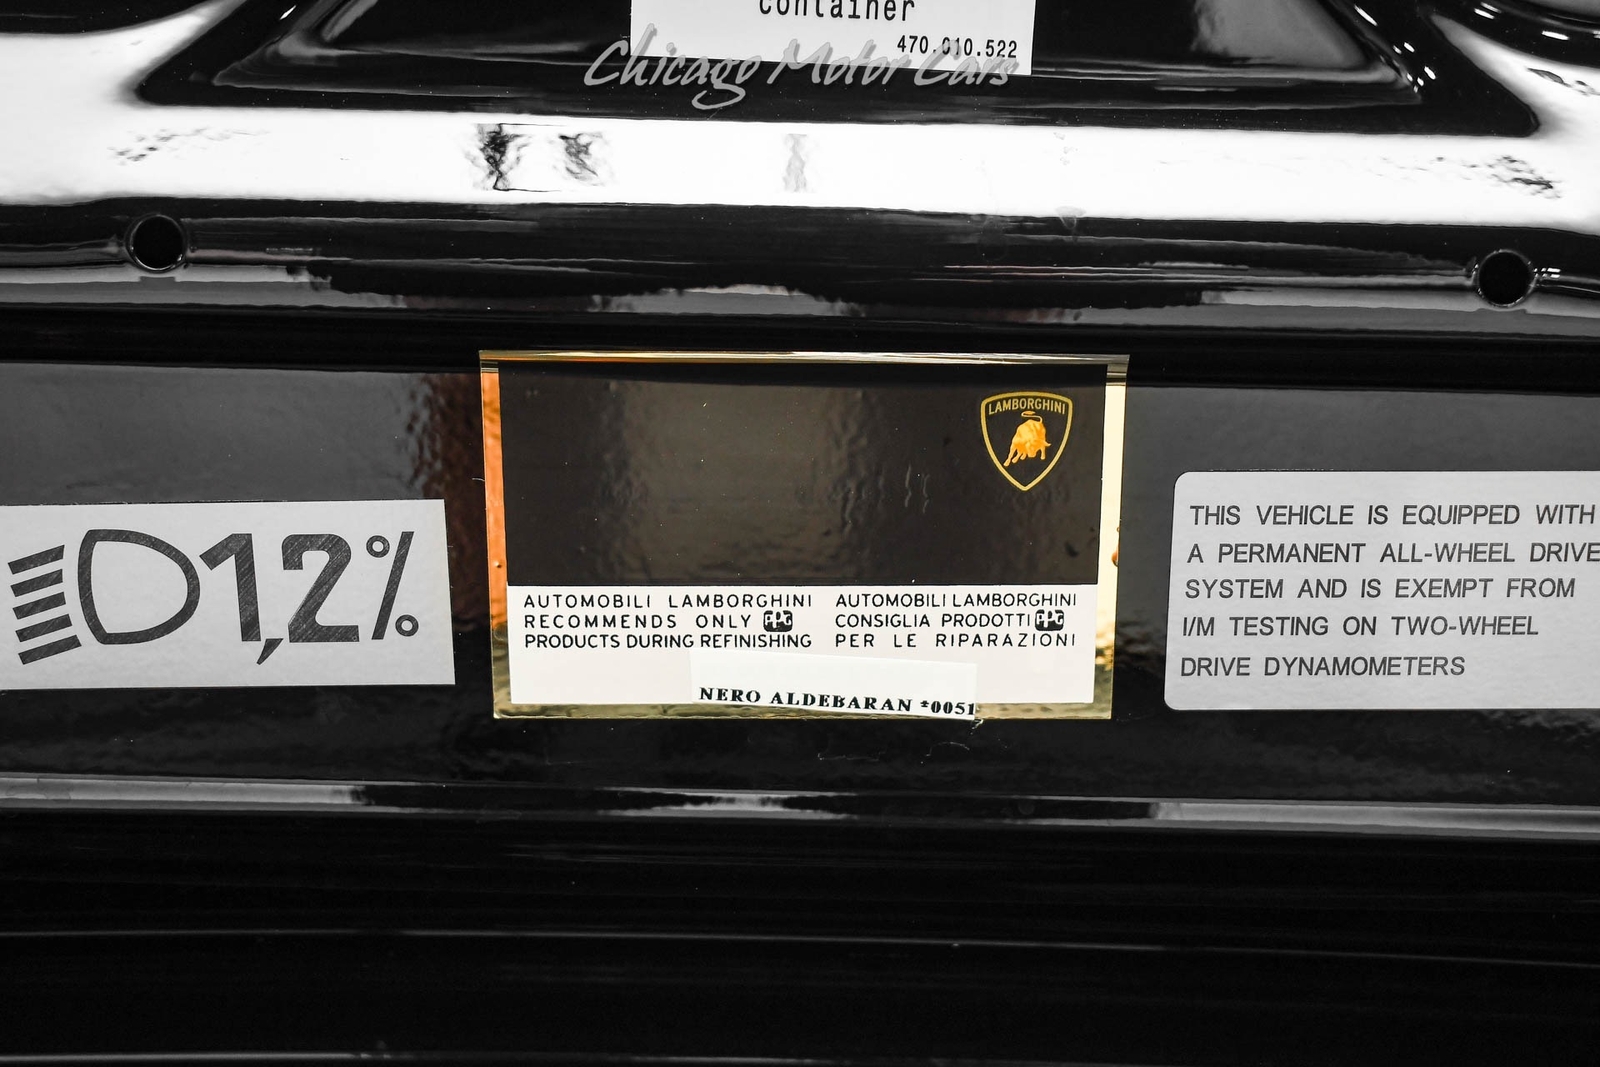 container
470.010.522
Chicago Motor Cars
LAMBORGHINI
D1,2%
AUTOMOBILI LAMBORGHINI
RECOMMENDS ONLY PPG
PRODUCTS DURING REFINISHING
AUTOMOBILI LAMBORGHINI
CONSIGLIA PRODOTTI PPG
PER LE RIPARAZIONI
NERO ALDEBARAN *0051
THIS VEHICLE IS EQUIPPED WITH
A PERMANENT ALL-WHEEL DRIVE
SYSTEM AND IS EXEMPT FROM
I/M TESTING ON TWO-WHEEL
DRIVE DYNAMOMETERS